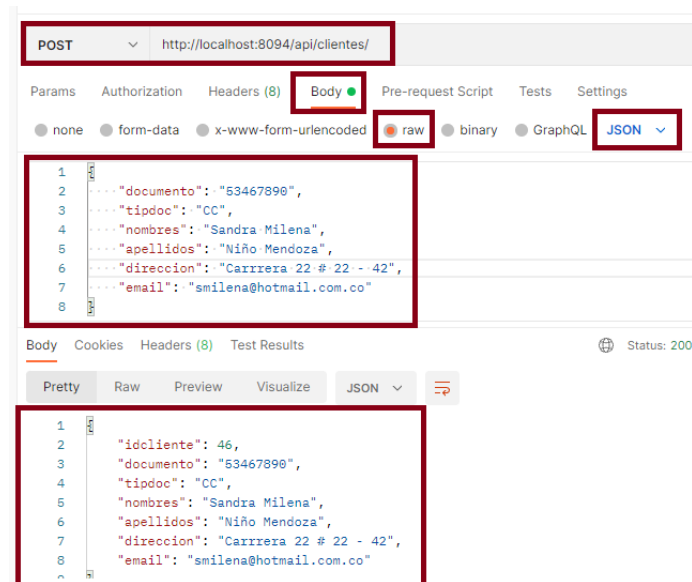 POST http://localhost:8094/api/clientes/
Params Authorization Headers (8) Body Pre-request Script Tests Settings
none form-data x-www-form-urlencoded raw binary GraphQL JSON
1 {
2 "documento": "53467890",
3 "tipdoc": "CC",
4 "nombres": "Sandra Milena",
5 "apellidos": "Niño Mendoza",
6 "direccion": "Carrrera 22 # 22 - 42",
7 "email": "smilena@hotmail.com.co"
8 }
Body Cookies Headers (8) Test Results Status: 200
Pretty Raw Preview Visualize JSON
1 {
2 "idcliente": 46,
3 "documento": "53467890",
4 "tipdoc": "CC",
5 "nombres": "Sandra Milena",
6 "apellidos": "Niño Mendoza",
7 "direccion": "Carrrera 22 # 22 - 42",
8 "email": "smilena@hotmail.com.co"